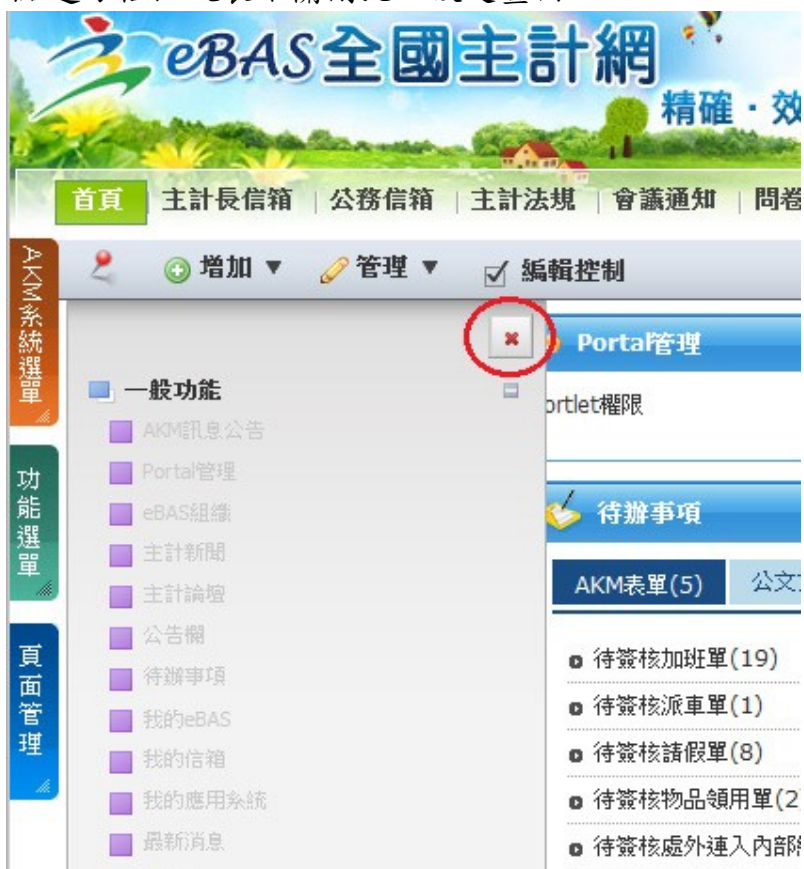 eBAS全國主計網
精確・效
首頁 | 主計長信箱 | 公務信箱 | 主計法規 | 會議通知 | 問卷
AKM系統選單
功能選單
頁面管理
增加 ▼ 管理 ▼ 編輯控制
一般功能
AKM訊息公告
Portal管理
eBAS組織
主計新聞
主計論壇
公告欄
待辦事項
我的eBAS
我的信箱
我的應用系統
最新消息
Portal管理
ortlet權限
待辦事項
AKM表單(5) 公文
待簽核加班單(19)
待簽核派車單(1)
待簽核請假單(8)
待簽核物品領用單(2
待簽核處外連入內部